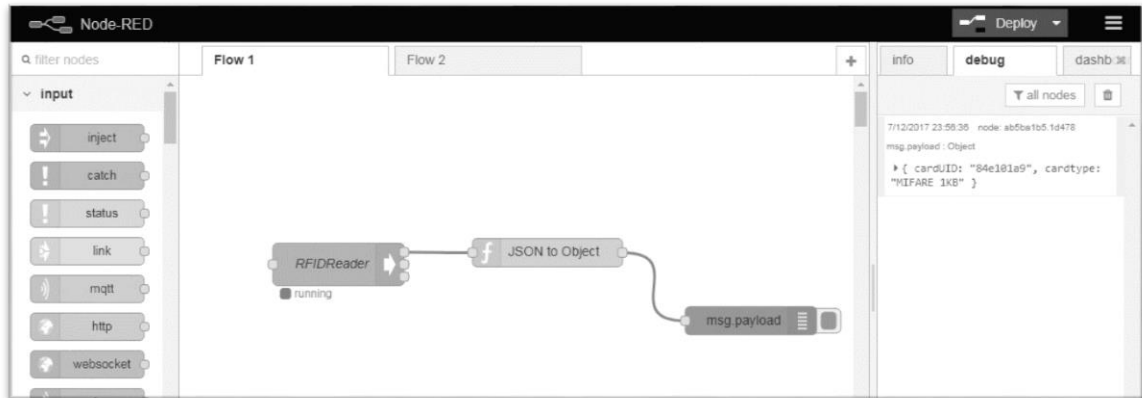 Node-RED
Deploy
filter nodes
Flow 1
Flow 2
+
info
debug
dashb
input
all nodes
inject
catch
status
link
mqtt
http
websocket
7/12/2017 23:56:36 node: ab5ba1b5.1d478
msg.payload : Object
{ cardUID: "84e101a9", cardtype:
"MIFARE 1KB" }
RFIDReader
running
JSON to Object
msg.payload